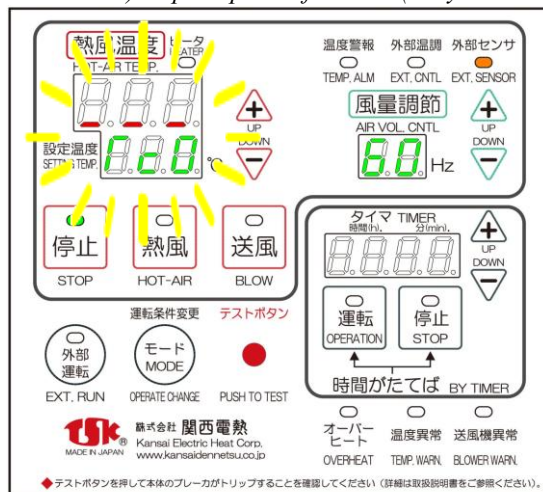 熱風温度 ヒータ
HOT-AIR TEMP. HEATER
温度警報 外部温調 外部センサ
TEMP. ALM EXT. CNTL EXT. SENSOR
風量調節
AIR VOL. CNTL
UP
DOWN
UP
DOWN
設定温度
SETTING TEMP.
℃
60 Hz
停止 熱風 送風
STOP HOT-AIR BLOW
タイマ TIMER
時間(h). 分(min).
UP
DOWN
運転 停止
OPERATION STOP
時間がたてば BY TIMER
運転条件変更 テストボタン
外部
運転
モード
MODE
EXT. RUN OPERATE CHANGE PUSH TO TEST
オーバー
ヒート
温度異常 送風機異常
OVERHEAT TEMP. WARN. BLOWER WARN.
TSK ®
MADE IN JAPAN
株式会社 関西電熱
Kansai Electric Heat Corp.
www.kansaidennetsu.co.jp
◆テストボタンを押して本体のブレーカがトリップすることを確認してください（詳細は取扱説明書をご参照ください）。